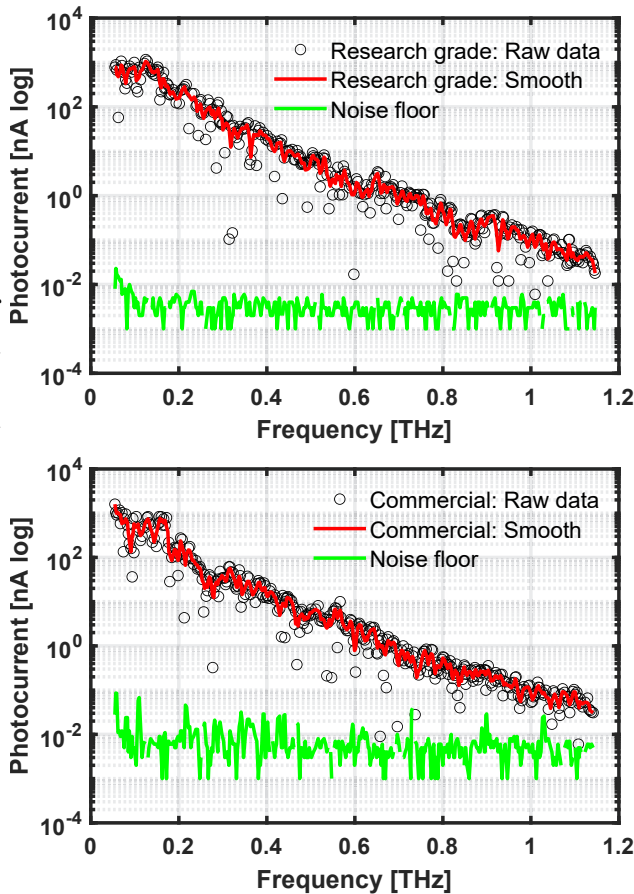 10^4
10^2
10^0
10^-2
10^-4
Photocurrent [nA log]
Research grade: Raw data
Research grade: Smooth
Noise floor
0 0.2 0.4 0.6 0.8 1 1.2
Frequency [THz]
10^4
10^2
10^0
10^-2
10^-4
Photocurrent [nA log]
Commercial: Raw data
Commercial: Smooth
Noise floor
0 0.2 0.4 0.6 0.8 1 1.2
Frequency [THz]